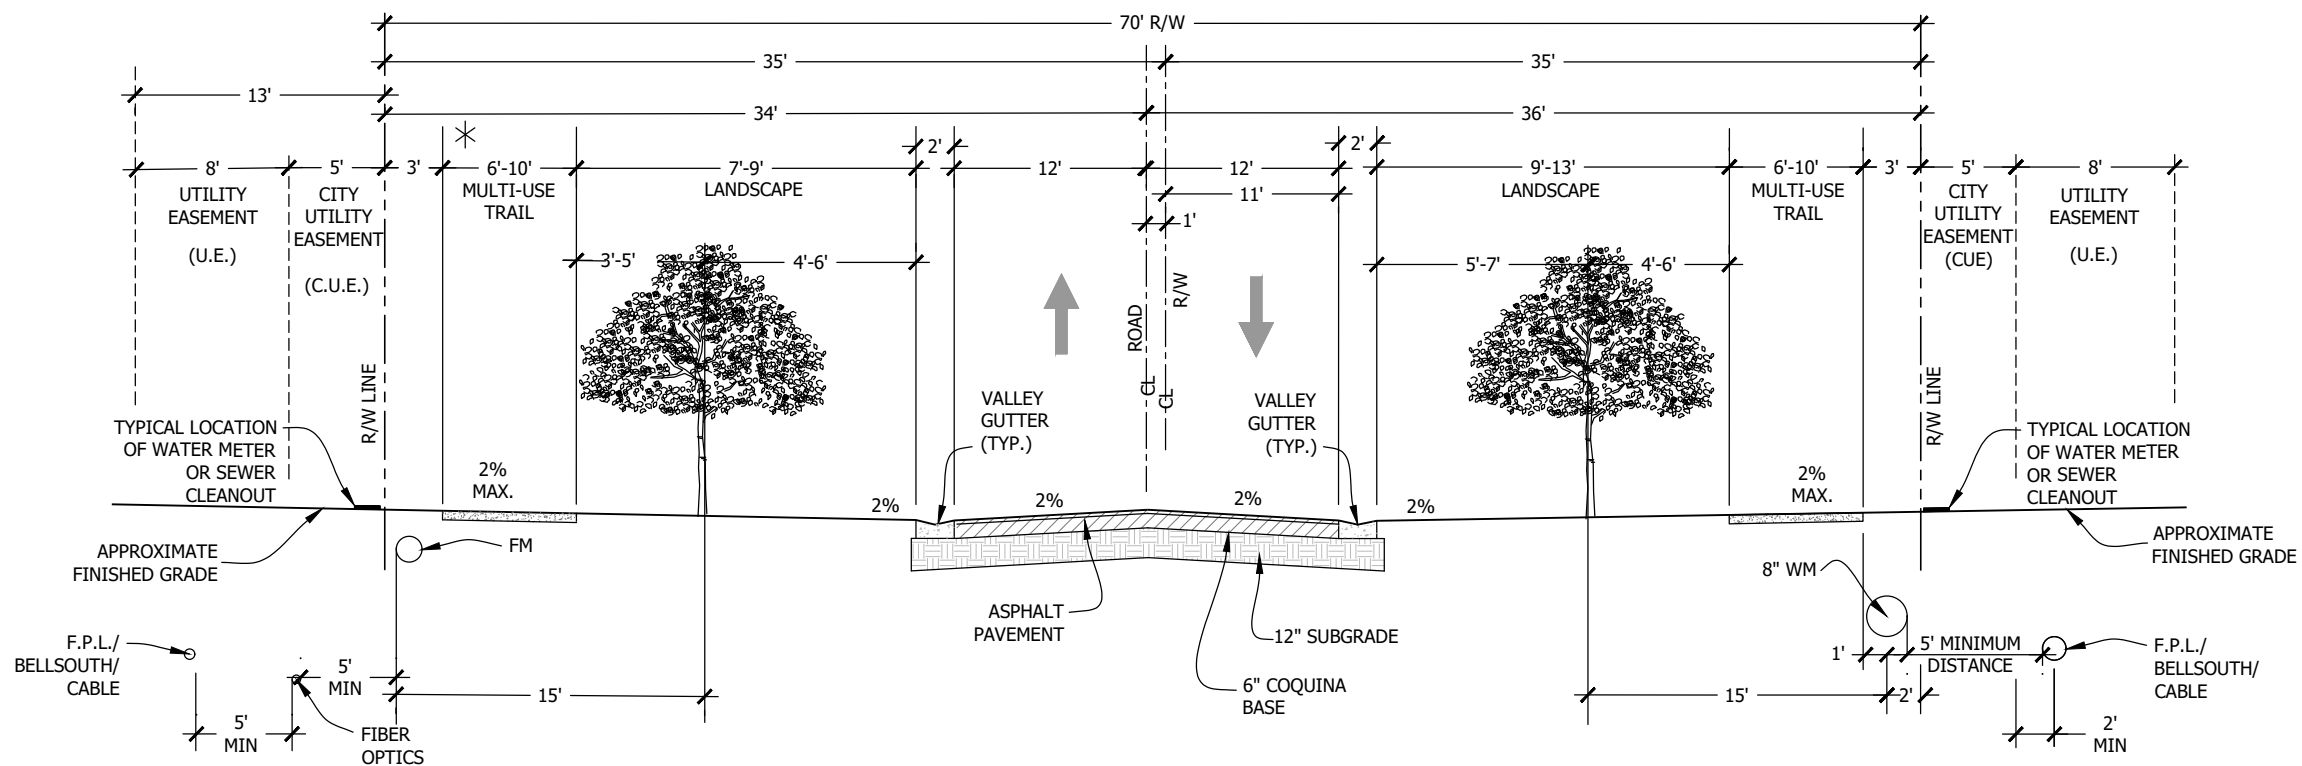 70' R/W
35'
35'
13'
34'
36'
2'
2'
8'
5'
3'
6'-10'
7'-9'
12'
12'
9'-13'
6'-10'
3'
5'
8'
UTILITY
EASEMENT
(U.E.)
CITY
UTILITY
EASEMENT
(C.U.E.)
MULTI-USE
TRAIL
LANDSCAPE
11'
1'
LANDSCAPE
MULTI-USE
TRAIL
CITY
UTILITY
EASEMENT
(CUE)
UTILITY
EASEMENT
(U.E.)
3'-5'
4'-6'
5'-7'
4'-6'
ROAD
CL
R/W
CL
R/W LINE
R/W LINE
VALLEY
GUTTER
(TYP.)
VALLEY
GUTTER
(TYP.)
TYPICAL LOCATION
OF WATER METER
OR SEWER
CLEANOUT
2%
MAX.
2%
2%
2%
2%
2%
MAX.
TYPICAL LOCATION
OF WATER METER
OR SEWER
CLEANOUT
APPROXIMATE
FINISHED GRADE
FM
ASPHALT
PAVEMENT
12" SUBGRADE
6" COQUINA
BASE
8" WM
APPROXIMATE
FINISHED GRADE
F.P.L./
BELLSOUTH/
CABLE
5'
MIN
15'
5'
MIN
FIBER
OPTICS
1'
5' MINIMUM
DISTANCE
15'
2'
F.P.L./
BELLSOUTH/
CABLE
2'
MIN